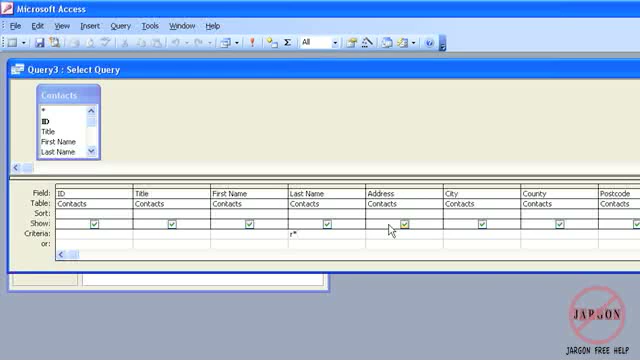 Microsoft Access
File Edit View Insert Query Tools Window Help
Σ All
Query3 : Select Query
Contacts
*
ID
Title
First Name
Last Name
Field: ID Title First Name Last Name Address City County Postcode
Table: Contacts Contacts Contacts Contacts Contacts Contacts Contacts Contacts
Sort:
Show:
Criteria: r*
or:
JARGON
JARGON FREE HELP